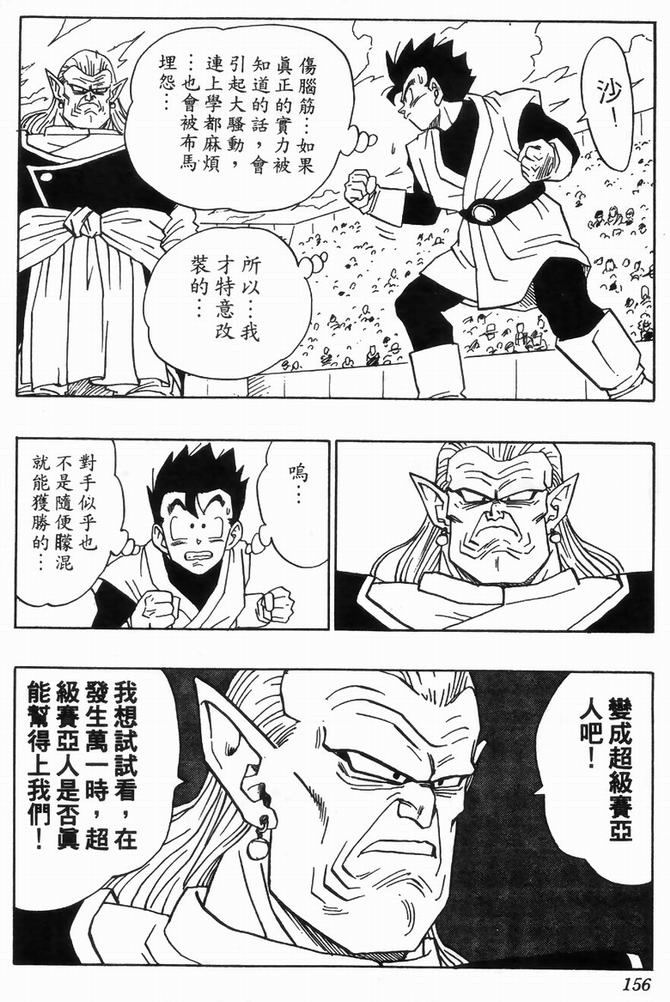 沙！
傷腦筋…如果
眞正的實力被
知道的話，會
引起大騷動，
連上學都麻煩
…也會被布馬
埋怨…
所以…我
才特意改
裝的…
嗚…
對手似乎也
不是隨便矇混
就能獲勝的…
變成超級賽亞
人吧！
我想試試看，在
發生萬一時，超
級賽亞人是否眞
能幫得上我們！
156